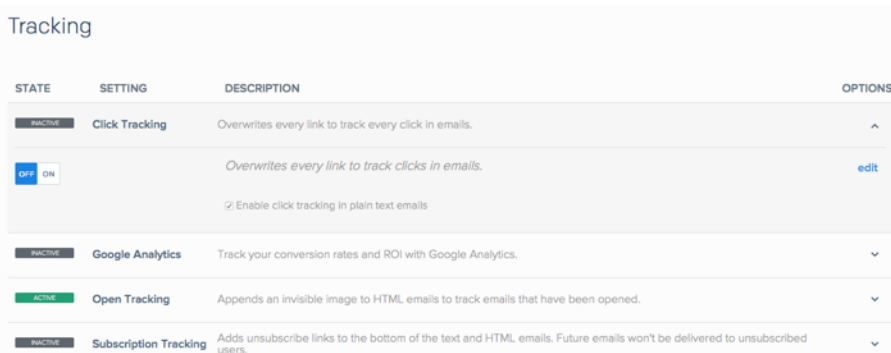 Tracking
STATE SETTING DESCRIPTION OPTIONS
INACTIVE Click Tracking Overwrites every link to track every click in emails.
OFF ON Overwrites every link to track clicks in emails. edit
Enable click tracking in plain text emails
INACTIVE Google Analytics Track your conversion rates and ROI with Google Analytics.
ACTIVE Open Tracking Appends an invisible image to HTML emails to track emails that have been opened.
INACTIVE Subscription Tracking Adds unsubscribe links to the bottom of the text and HTML emails. Future emails won't be delivered to unsubscribed
users.